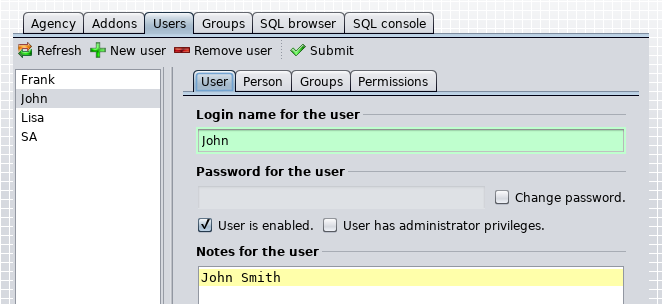 Agency Addons Users Groups SQL browser SQL console
Refresh New user Remove user Submit
Frank
John
Lisa
SA
User Person Groups Permissions
Login name for the user
John
Password for the user
Change password.
User is enabled. User has administrator privileges.
Notes for the user
John Smith